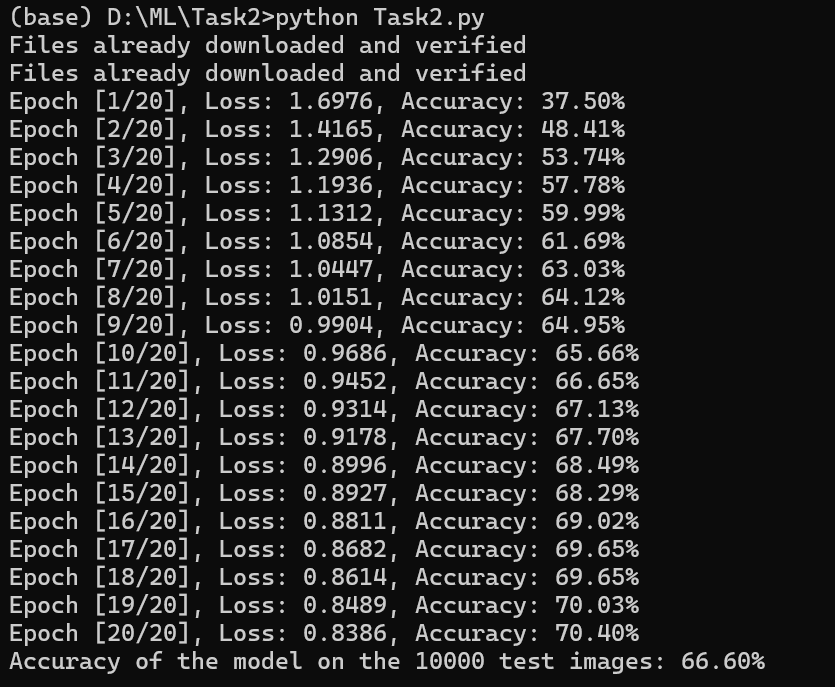 (base) D:\ML\Task2>python Task2.py
Files already downloaded and verified
Files already downloaded and verified
Epoch [1/20], Loss: 1.6976, Accuracy: 37.50%
Epoch [2/20], Loss: 1.4165, Accuracy: 48.41%
Epoch [3/20], Loss: 1.2906, Accuracy: 53.74%
Epoch [4/20], Loss: 1.1936, Accuracy: 57.78%
Epoch [5/20], Loss: 1.1312, Accuracy: 59.99%
Epoch [6/20], Loss: 1.0854, Accuracy: 61.69%
Epoch [7/20], Loss: 1.0447, Accuracy: 63.03%
Epoch [8/20], Loss: 1.0151, Accuracy: 64.12%
Epoch [9/20], Loss: 0.9904, Accuracy: 64.95%
Epoch [10/20], Loss: 0.9686, Accuracy: 65.66%
Epoch [11/20], Loss: 0.9452, Accuracy: 66.65%
Epoch [12/20], Loss: 0.9314, Accuracy: 67.13%
Epoch [13/20], Loss: 0.9178, Accuracy: 67.70%
Epoch [14/20], Loss: 0.8996, Accuracy: 68.49%
Epoch [15/20], Loss: 0.8927, Accuracy: 68.29%
Epoch [16/20], Loss: 0.8811, Accuracy: 69.02%
Epoch [17/20], Loss: 0.8682, Accuracy: 69.65%
Epoch [18/20], Loss: 0.8614, Accuracy: 69.65%
Epoch [19/20], Loss: 0.8489, Accuracy: 70.03%
Epoch [20/20], Loss: 0.8386, Accuracy: 70.40%
Accuracy of the model on the 10000 test images: 66.60%